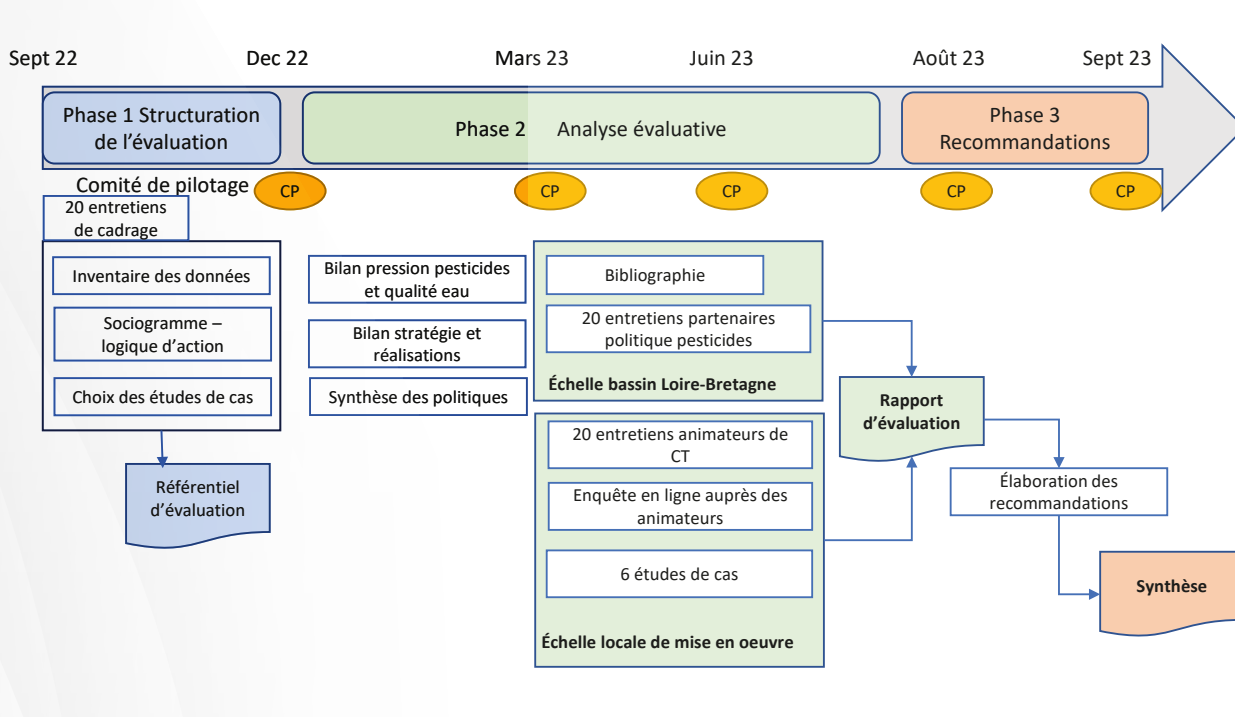 Sept 22
Dec 22
Mars 23
Juin 23
Août 23
Sept 23
Phase 1 Structuration
de l'évaluation
Phase 2 Analyse évaluative
Phase 3
Recommandations
Comité de pilotage
CP
CP
CP
CP
CP
20 entretiens
de cadrage
Inventaire des données
Sociogramme –
logique d'action
Choix des études de cas
Référentiel
d'évaluation
Bilan pression pesticides
et qualité eau
Bilan stratégie et
réalisations
Synthèse des politiques
Bibliographie
20 entretiens partenaires
politique pesticides
Échelle bassin Loire-Bretagne
20 entretiens animateurs de
CT
Enquête en ligne auprès des
animateurs
6 études de cas
Échelle locale de mise en oeuvre
Rapport
d'évaluation
Élaboration des
recommandations
Synthèse